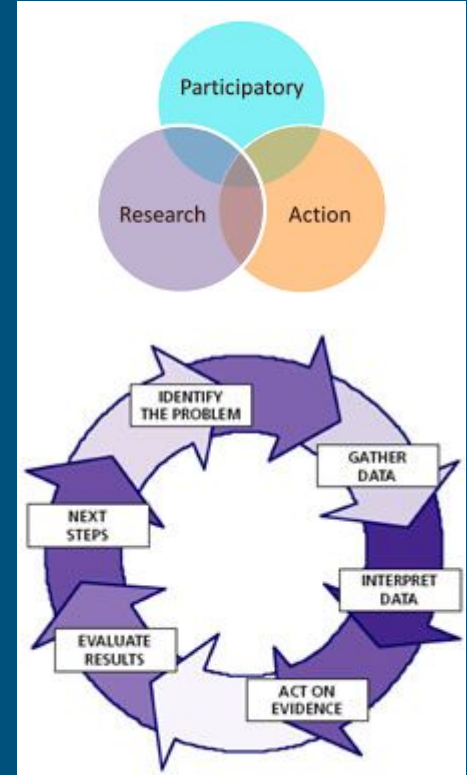 Participatory
Research
Action
IDENTIFY
THE PROBLEM
GATHER
DATA
INTERPRET
DATA
ACT ON
EVIDENCE
EVALUATE
RESULTS
NEXT
STEPS